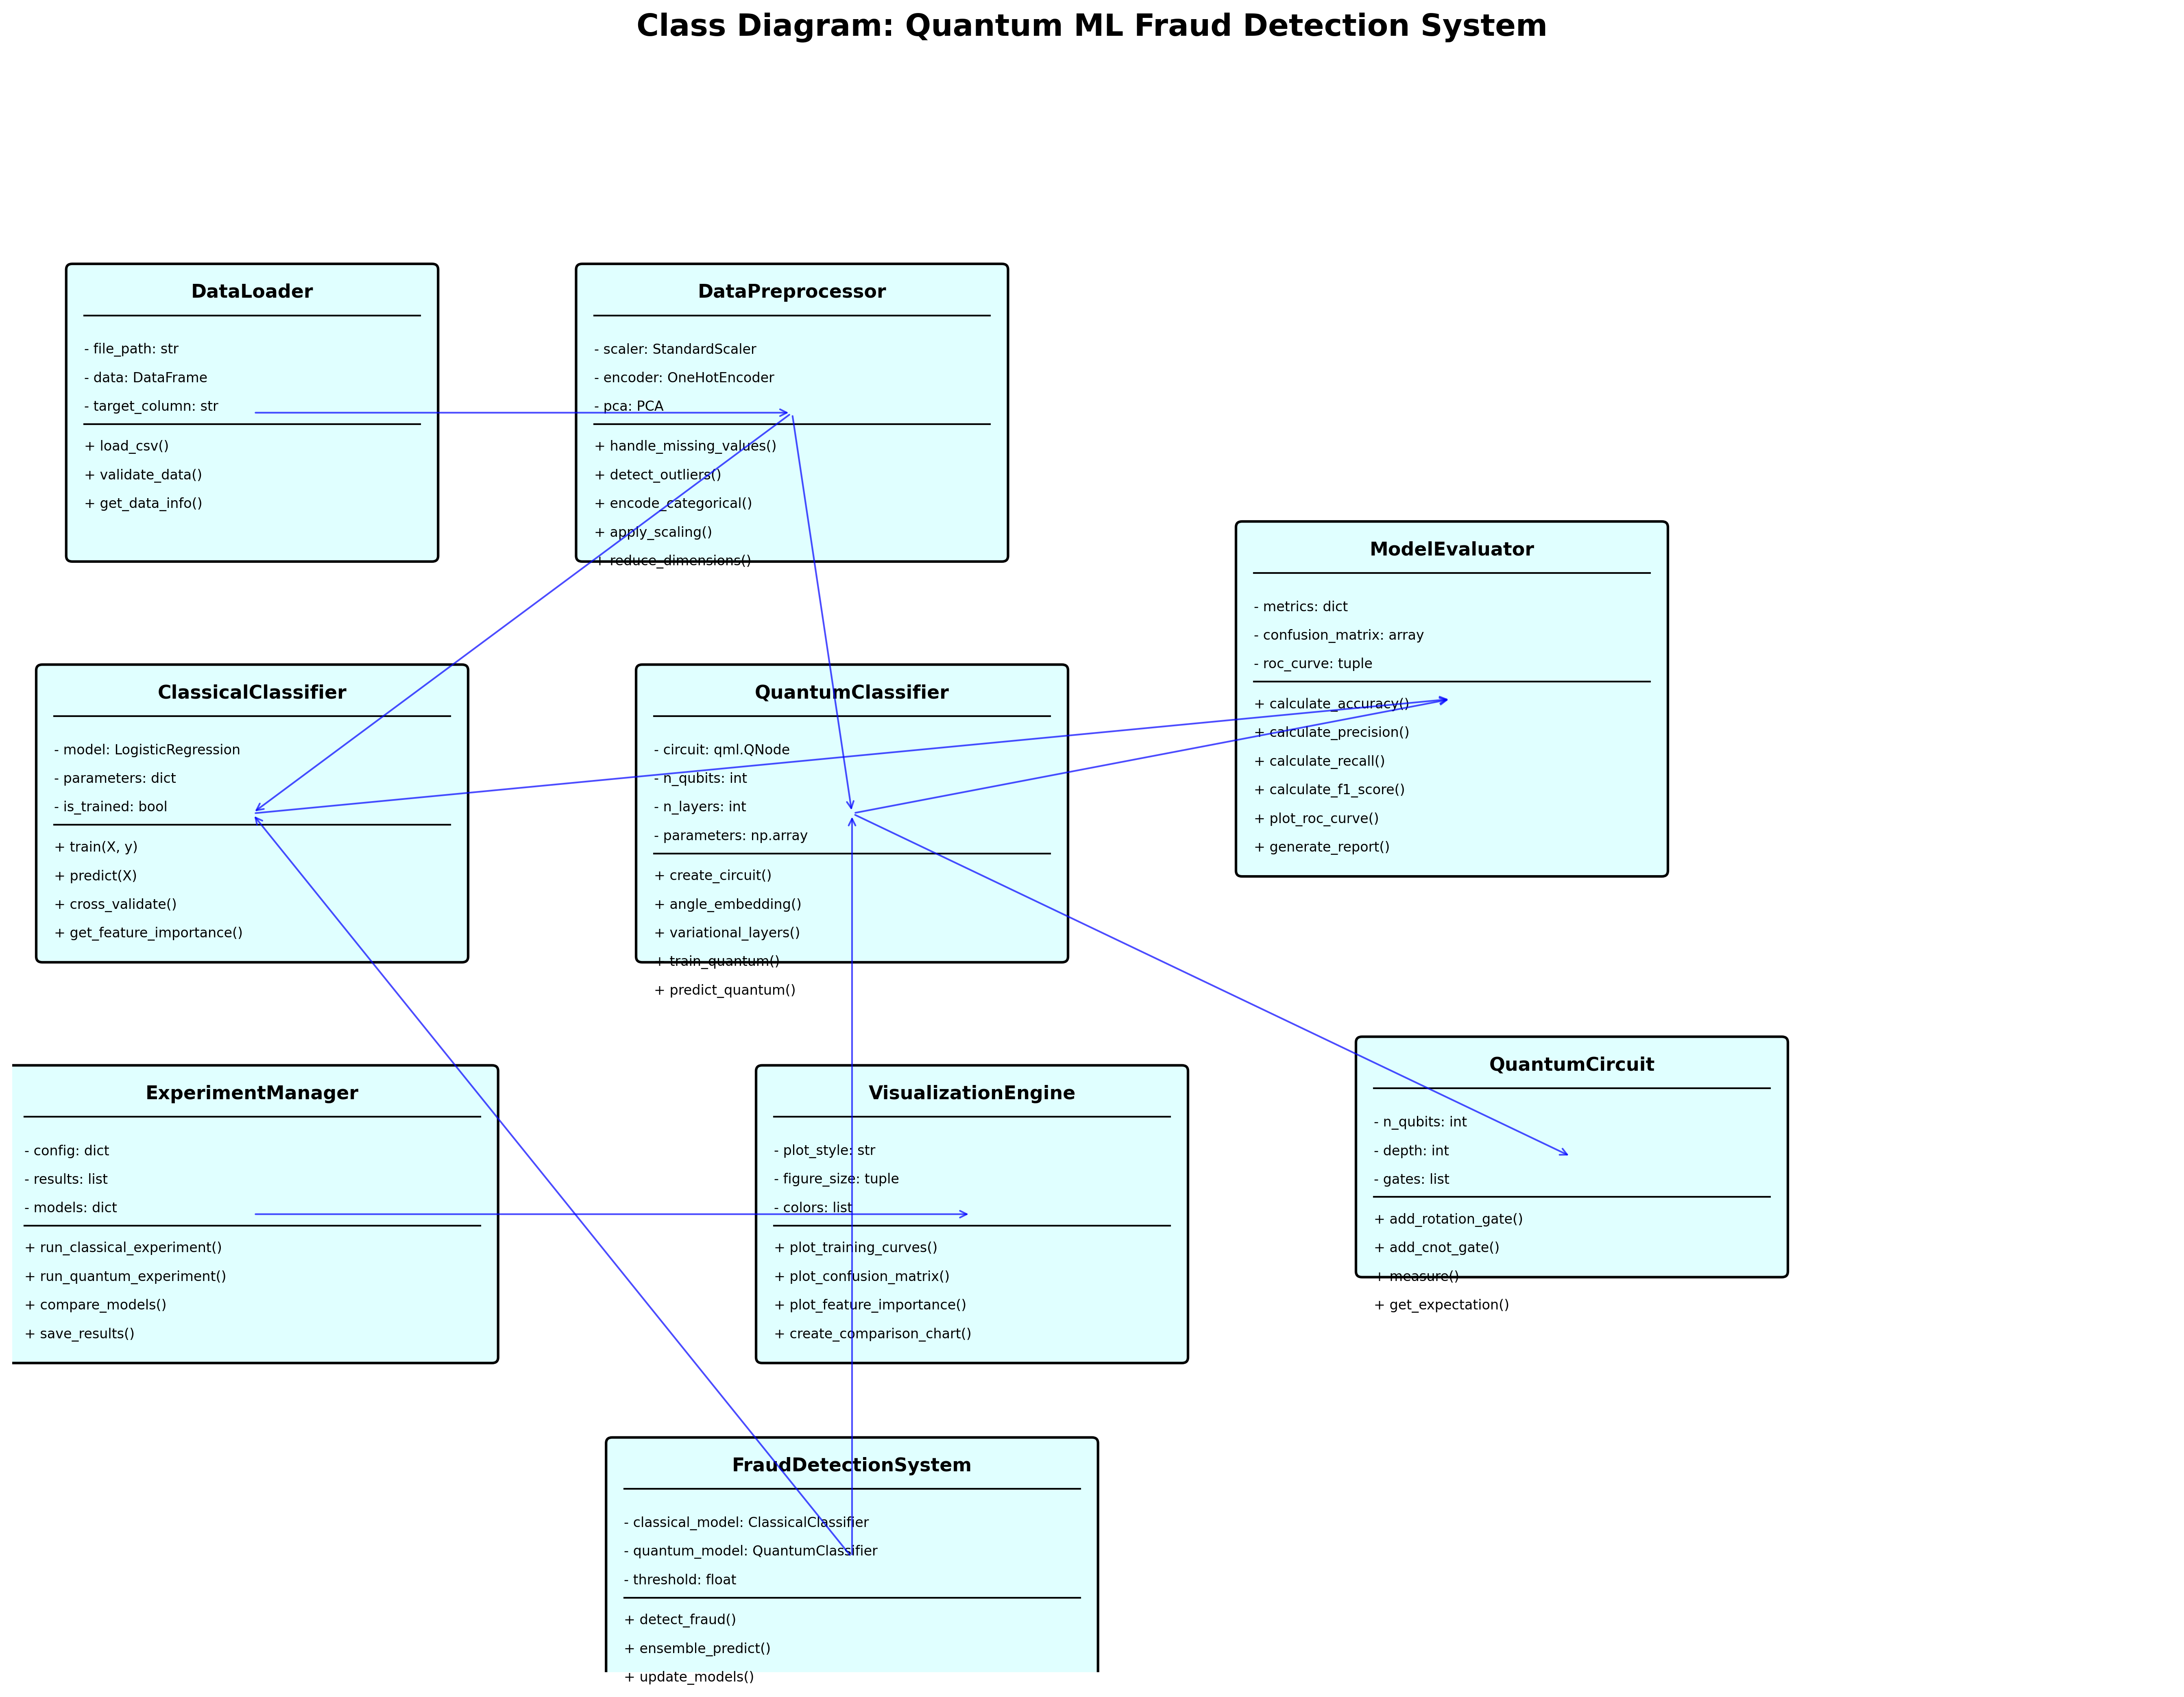 Class Diagram: Quantum ML Fraud Detection System
DataLoader
- file_path: str
- data: DataFrame
- target_column: str
+ load_csv()
+ validate_data()
+ get_data_info()
DataPreprocessor
- scaler: StandardScaler
- encoder: OneHotEncoder
- pca: PCA
+ handle_missing_values()
+ detect_outliers()
+ encode_categorical()
+ apply_scaling()
+ reduce_dimensions()
ModelEvaluator
- metrics: dict
- confusion_matrix: array
- roc_curve: tuple
+ calculate_accuracy()
+ calculate_precision()
+ calculate_recall()
+ calculate_f1_score()
+ plot_roc_curve()
+ generate_report()
ClassicalClassifier
- model: LogisticRegression
- parameters: dict
- is_trained: bool
+ train(X, y)
+ predict(X)
+ cross_validate()
+ get_feature_importance()
QuantumClassifier
- circuit: qml.QNode
- n_qubits: int
- n_layers: int
- parameters: np.array
+ create_circuit()
+ angle_embedding()
+ variational_layers()
+ train_quantum()
+ predict_quantum()
QuantumCircuit
- n_qubits: int
- depth: int
- gates: list
+ add_rotation_gate()
+ add_cnot_gate()
+ measure()
+ get_expectation()
ExperimentManager
- config: dict
- results: list
- models: dict
+ run_classical_experiment()
+ run_quantum_experiment()
+ compare_models()
+ save_results()
VisualizationEngine
- plot_style: str
- figure_size: tuple
- colors: list
+ plot_training_curves()
+ plot_confusion_matrix()
+ plot_feature_importance()
+ create_comparison_chart()
FraudDetectionSystem
- classical_model: ClassicalClassifier
- quantum_model: QuantumClassifier
- threshold: float
+ detect_fraud()
+ ensemble_predict()
+ update_models()